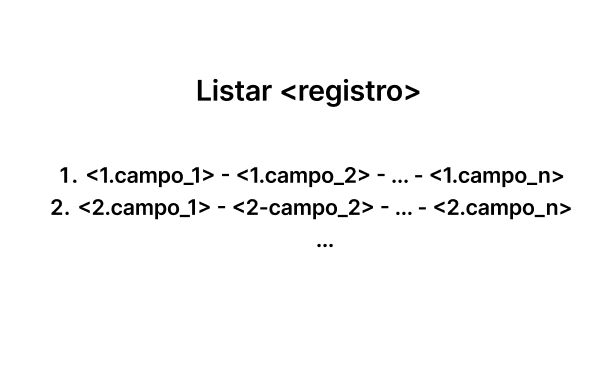 Listar <registro>
1. <1.campo_1> - <1.campo_2> - ... - <1.campo_n>
2. <2.campo_1> - <2-campo_2> - ... - <2.campo_n>
...